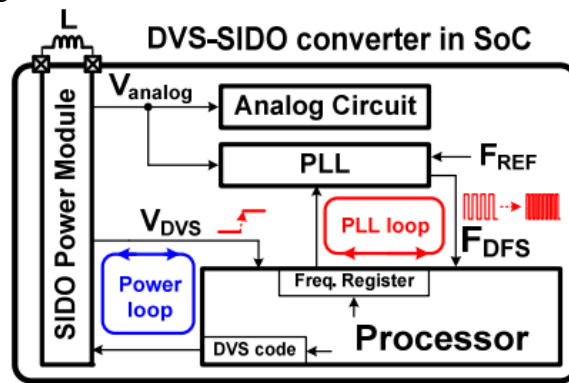 L
DVS-SIDO converter in SoC
SIDO Power Module
Vanalog
Analog Circuit
PLL
FREF
VDVS
PLL loop
FDFS
Power
loop
Freq. Register
Processor
DVS code